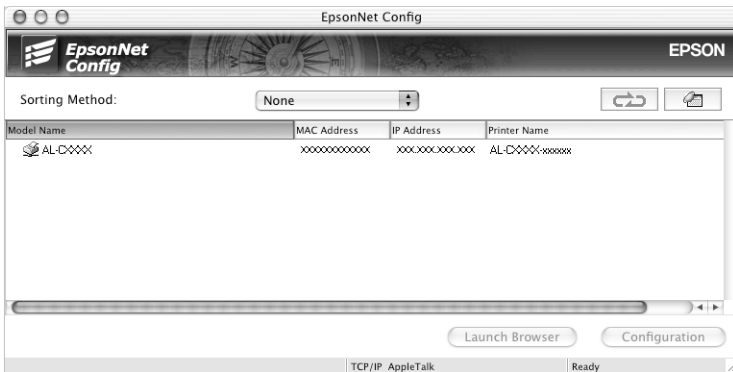 EpsonNet Config
EpsonNet
Config
EPSON
Sorting Method: None
Model Name MAC Address IP Address Printer Name
AL-CXXXX XXXXXXXXXXXX XXX.XXX.XXX.XXX AL-CXXXX-xxxxxx
Launch Browser Configuration
TCP/IP AppleTalk Ready